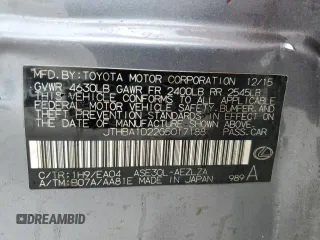 MFD.BY:TOYOTA MOTOR CORPORATION 12/15
GVWR 4630LB GAWR FR 2400LB RR 2545LB
THIS VEHICLE CONFORMS TO ALL APPLICABLE
FEDERAL MOTOR VEHICLE SAFETY, BUMPER, AND
THEFT PREVENTION STANDARDS IN EFFECT ON
THE DATE OF MANUFACTURE SHOWN ABOVE.
JTHBA1D22G5017188 PASS. CAR
C/TR:1H9/EA04 ASE30L-AEZLZA
A/TM:B07A/AA81E MADE IN JAPAN 989 A